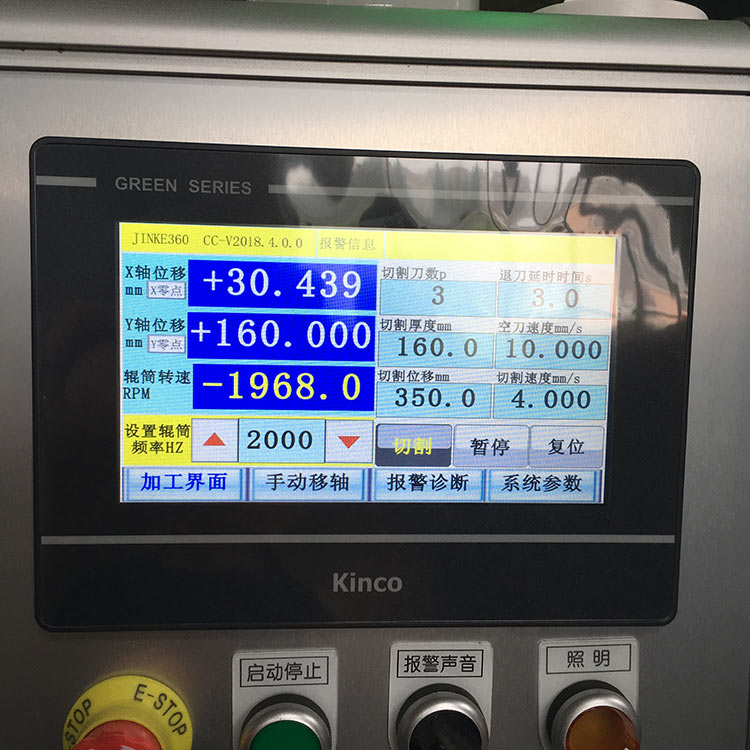 GREEN SERIES
JINKE360 CC-V2018.4.0.0 报警信息
X轴位移
mm X零点
+30.439
切割刀数p
3
退刀延时时间s
3.0
Y轴位移
mm Y零点
+160.000
切割厚度mm
160.0
空刀速度mm/s
10.000
辊筒转速
RPM
-1968.0
切割位移mm
350.0
切割速度mm/s
4.000
设置辊筒
频率HZ
2000
切割 暂停 复位
加工界面 手动移轴 报警诊断 系统参数
Kinco
启动停止 报警声音 照明
STOP E-STOP